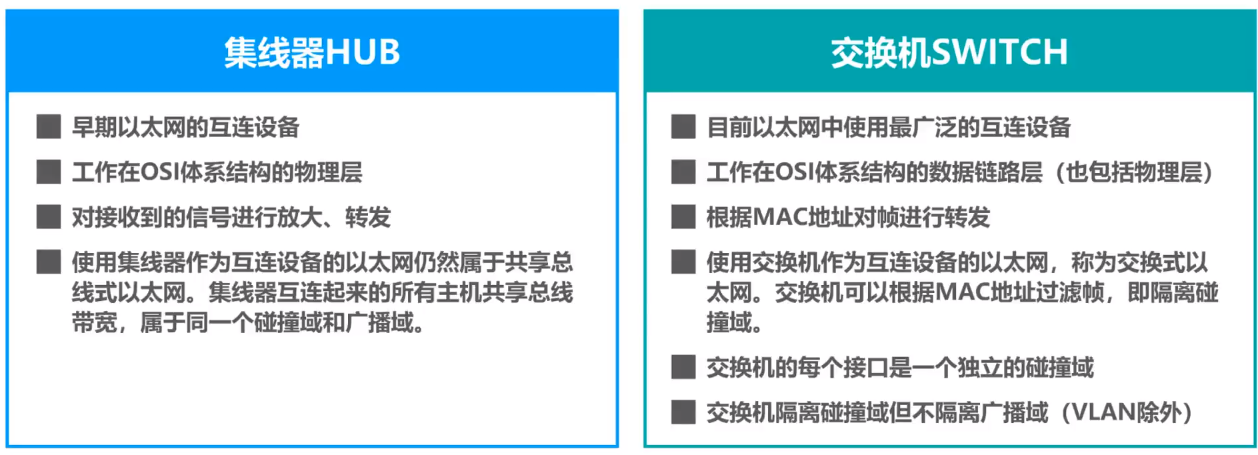 集线器HUB
早期以太网的互连设备
工作在OSI体系结构的物理层
对接收到的信号进行放大、转发
使用集线器作为互连设备的以太网仍然属于共享总
线式以太网。集线器互连起来的所有主机共享总线
带宽，属于同一个碰撞域和广播域。
交换机SWITCH
目前以太网中使用最广泛的互连设备
工作在OSI体系结构的数据链路层（也包括物理层）
根据MAC地址对帧进行转发
使用交换机作为互连设备的以太网，称为交换式以
太网。交换机可以根据MAC地址过滤帧，即隔离碰
撞域。
交换机的每个接口是一个独立的碰撞域
交换机隔离碰撞域但不隔离广播域（VLAN除外）